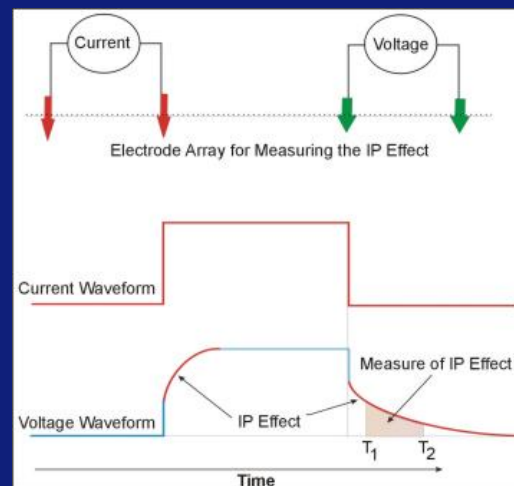 Current
Voltage
Electrode Array for Measuring the IP Effect
Current Waveform
Measure of IP Effect
IP Effect
Voltage Waveform
T1 T2
Time